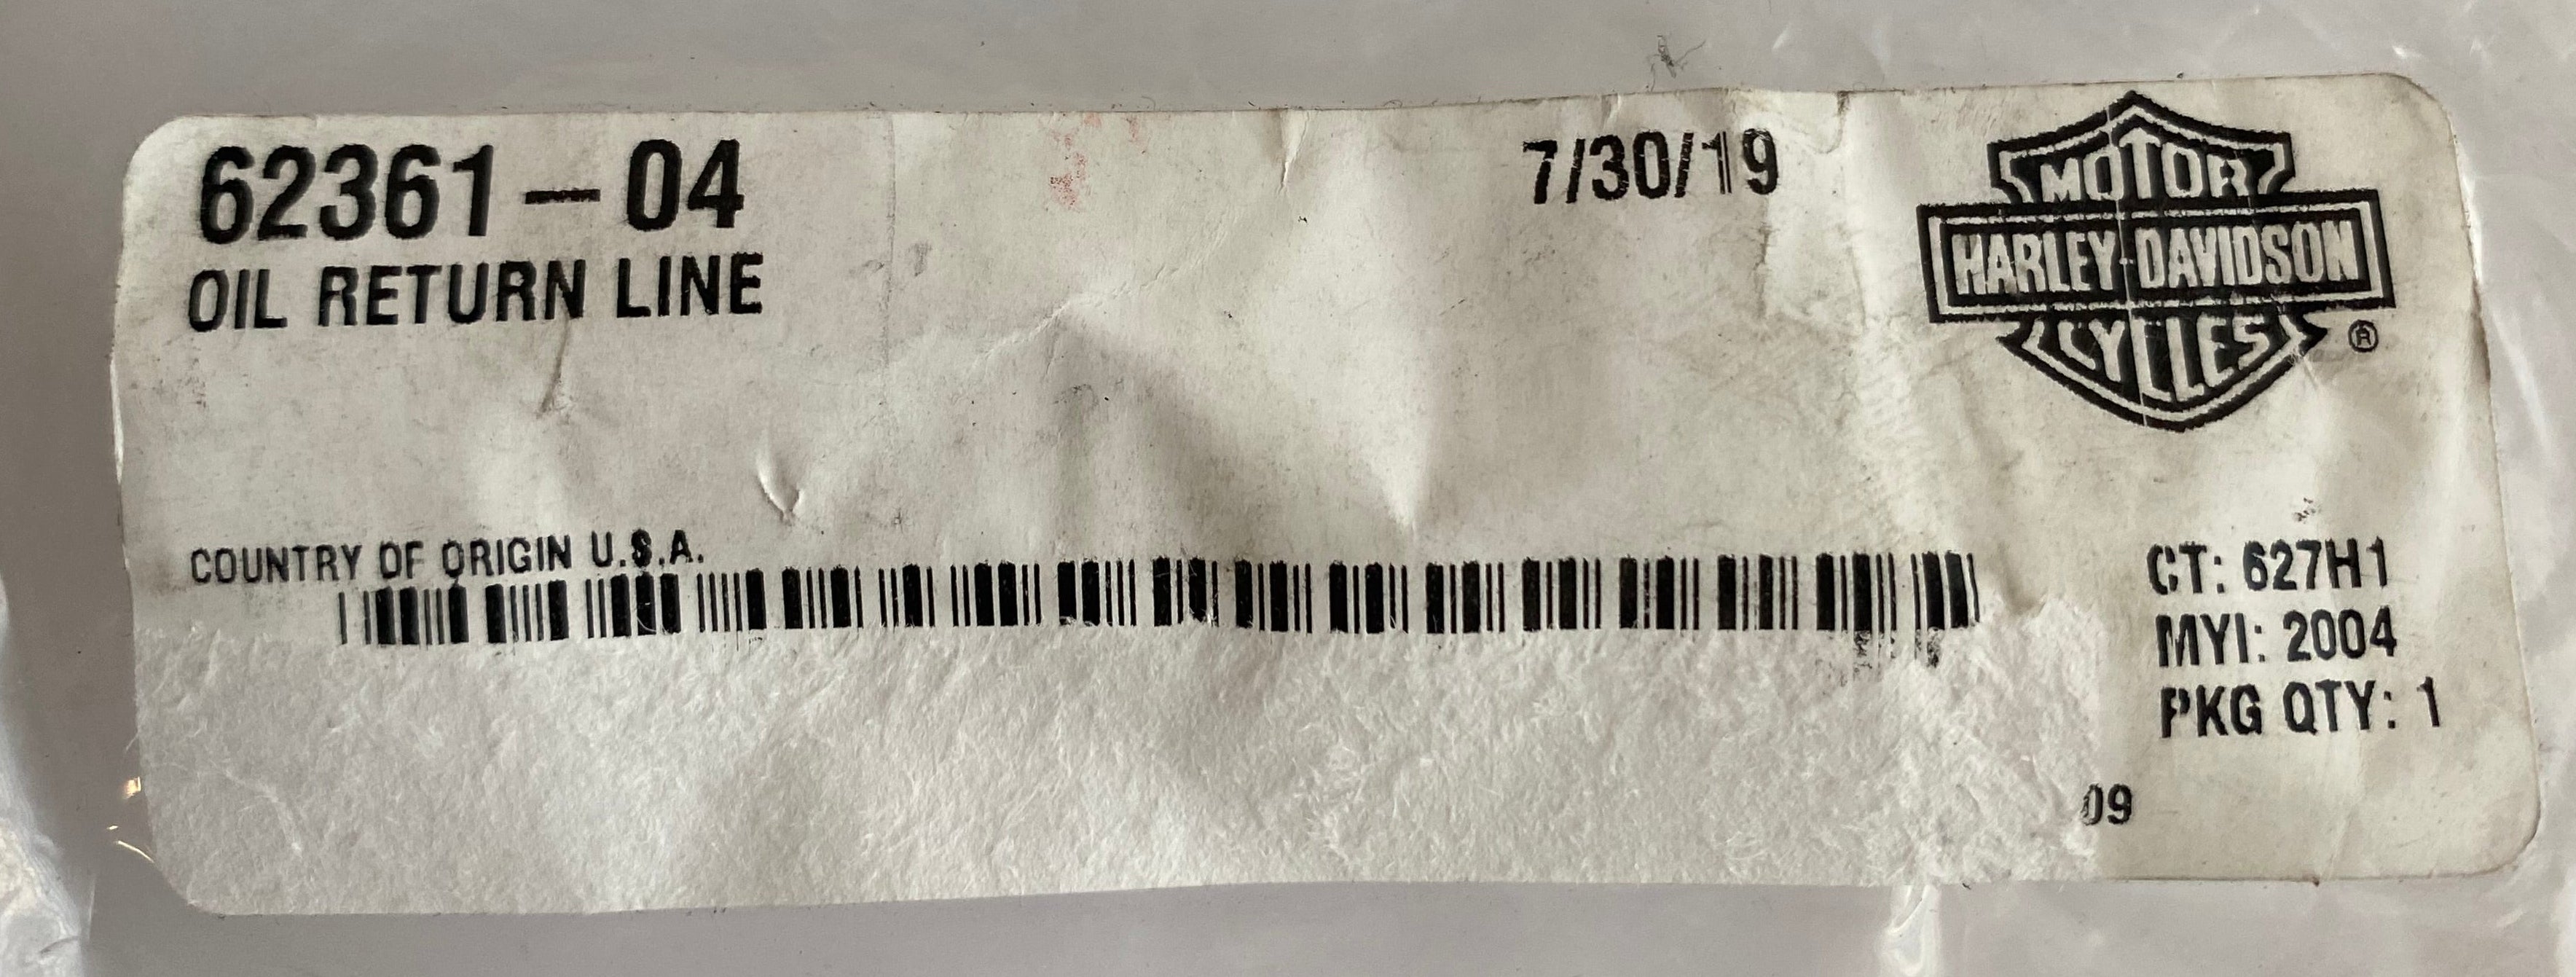 62361-04
7/30/19
OIL RETURN LINE
MOTOR
HARLEY-DAVIDSON
CYCLES
®
COUNTRY OF ORIGIN U.S.A.
CT: 627H1
MYI: 2004
PKG QTY: 1
09